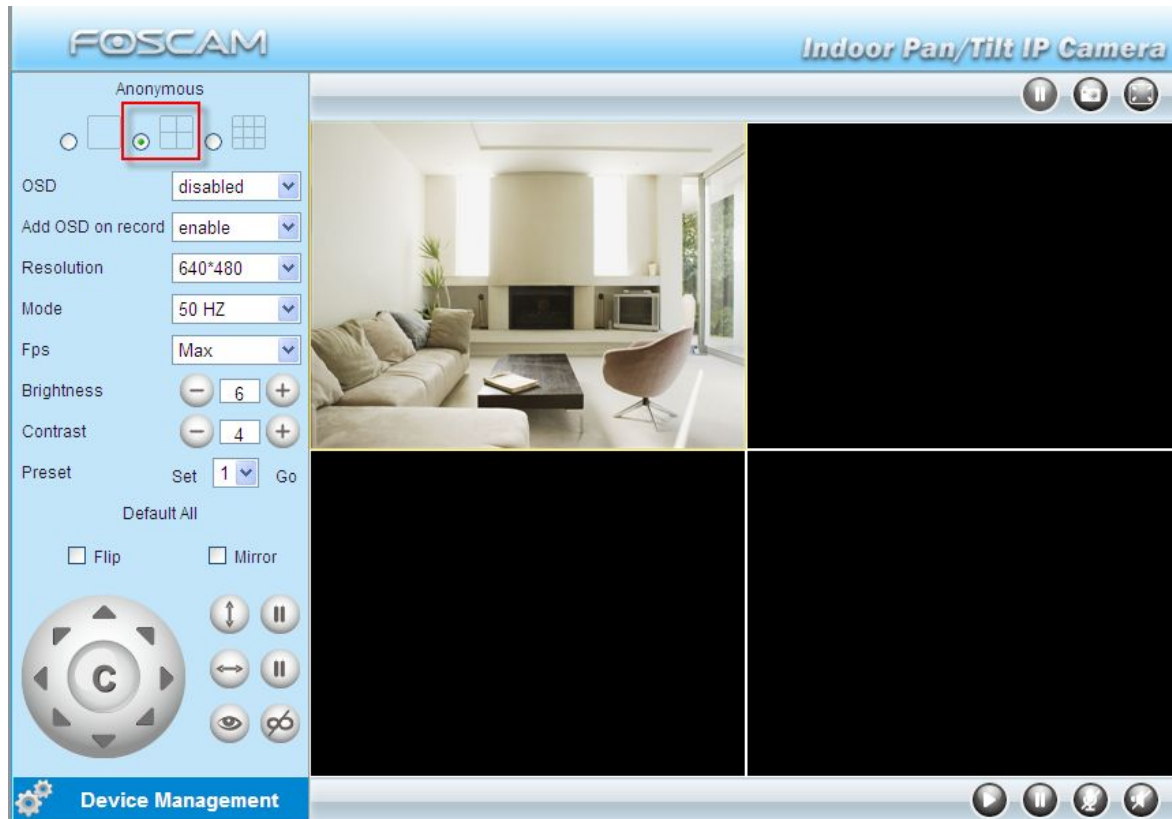 FOSCAM
Indoor Pan/Tilt IP Camera
Anonymous
OSD disabled
Add OSD on record enable
Resolution 640*480
Mode 50 HZ
Fps Max
Brightness 6
Contrast 4
Preset Set 1 Go
Default All
Flip Mirror
C
Device Management